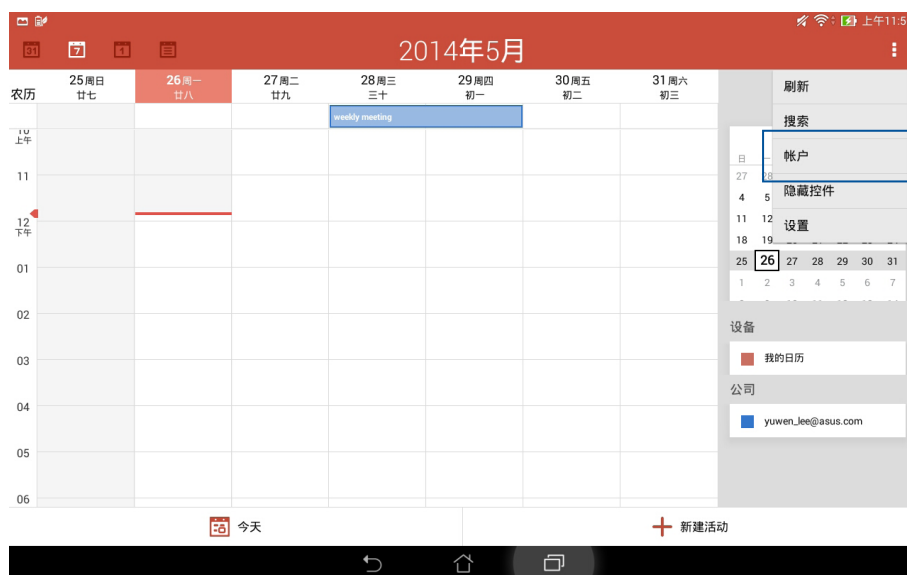 上午11:5
31 7 1
2014年5月
农历
25周日 26周一 27周二 28周三 29周四 30周五 31周六
廿七 廿八 廿九 三十 初一 初二 初三
weekly meeting
10
上午
11
12
下午
01
02
03
04
05
06
刷新
搜索
帐户
隐藏控件
设置
日 一
27 28
4 5
11 12
18 19
25 26 27 28 29 30 31
1 2 3 4 5 6 7
设备
我的日历
公司
yuwen_lee@asus.com
今天
新建活动